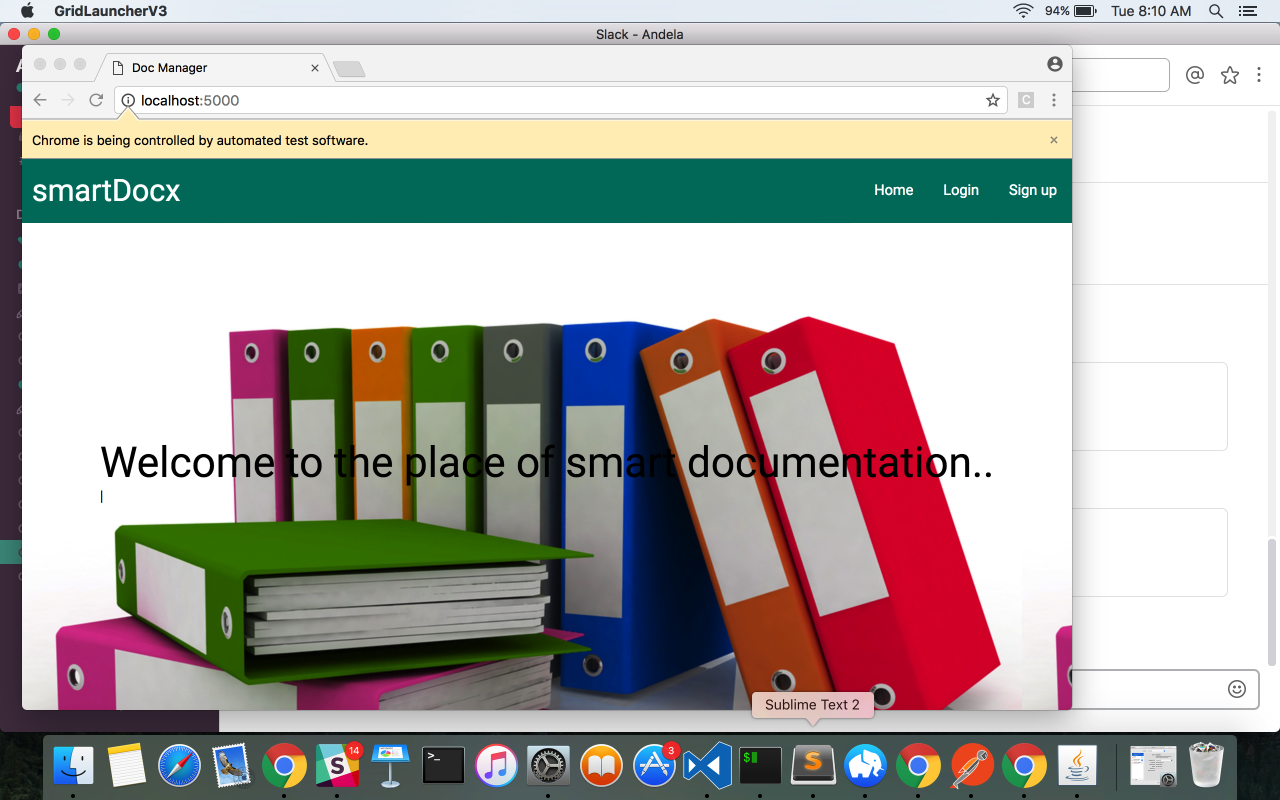 GridLauncherV3 94% Tue 8:10 AM
Slack - Andela
Doc Manager
localhost:5000
C
Chrome is being controlled by automated test software.
smartDocx Home Login Sign up
Welcome to the place of smart documentation..
Sublime Text 2
14 3
>_ $ S